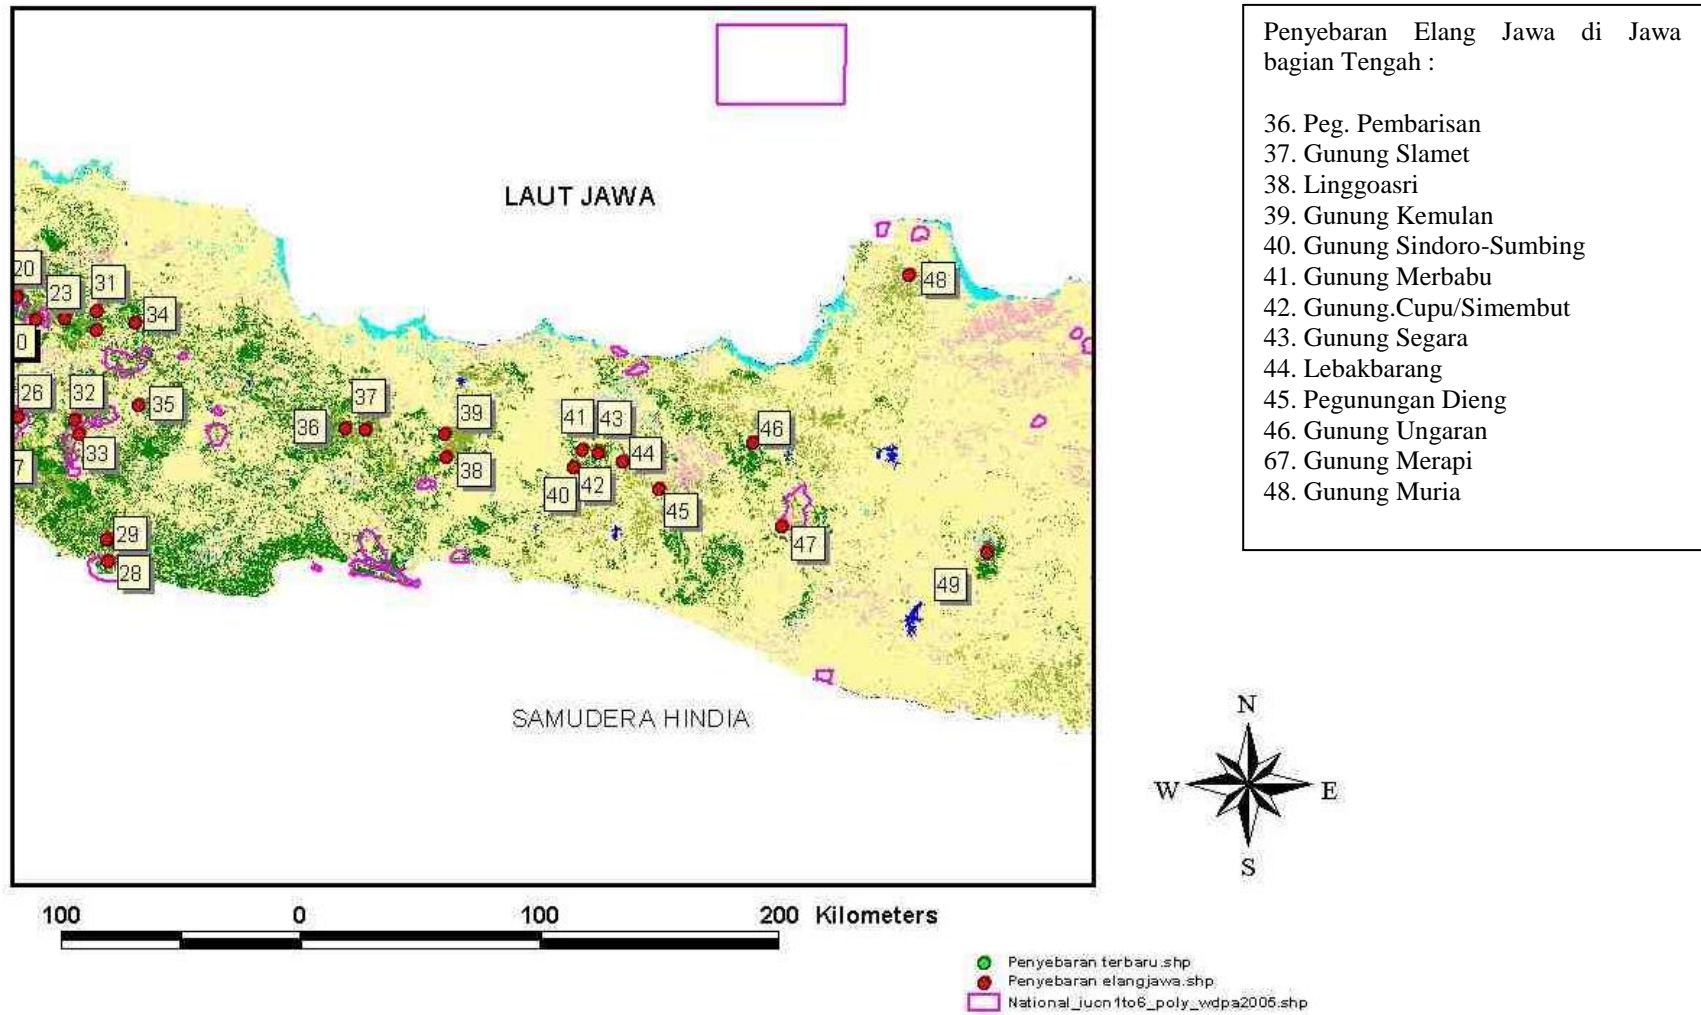 Penyebaran Elang Jawa di Jawa
bagian Tengah :
36. Peg. Pembarisan
37. Gunung Slamet
38. Linggoasri
39. Gunung Kemulan
40. Gunung Sindoro-Sumbing
41. Gunung Merbabu
42. Gunung.Cupu/Simembut
43. Gunung Segara
44. Lebakbarang
45. Pegunungan Dieng
46. Gunung Ungaran
67. Gunung Merapi
48. Gunung Muria
LAUT JAWA
20
23
31
34
0
26
32
35
33
7
29
28
36
37
39
38
41
43
44
40
42
45
46
47
48
49
SAMUDERA HINDIA
N
W
E
S
100 0 100 200 Kilometers
Penyebaran terbaru.shp
Penyebaran elangjawa.shp
National_iucn1to6_poly_wdpa2005.shp